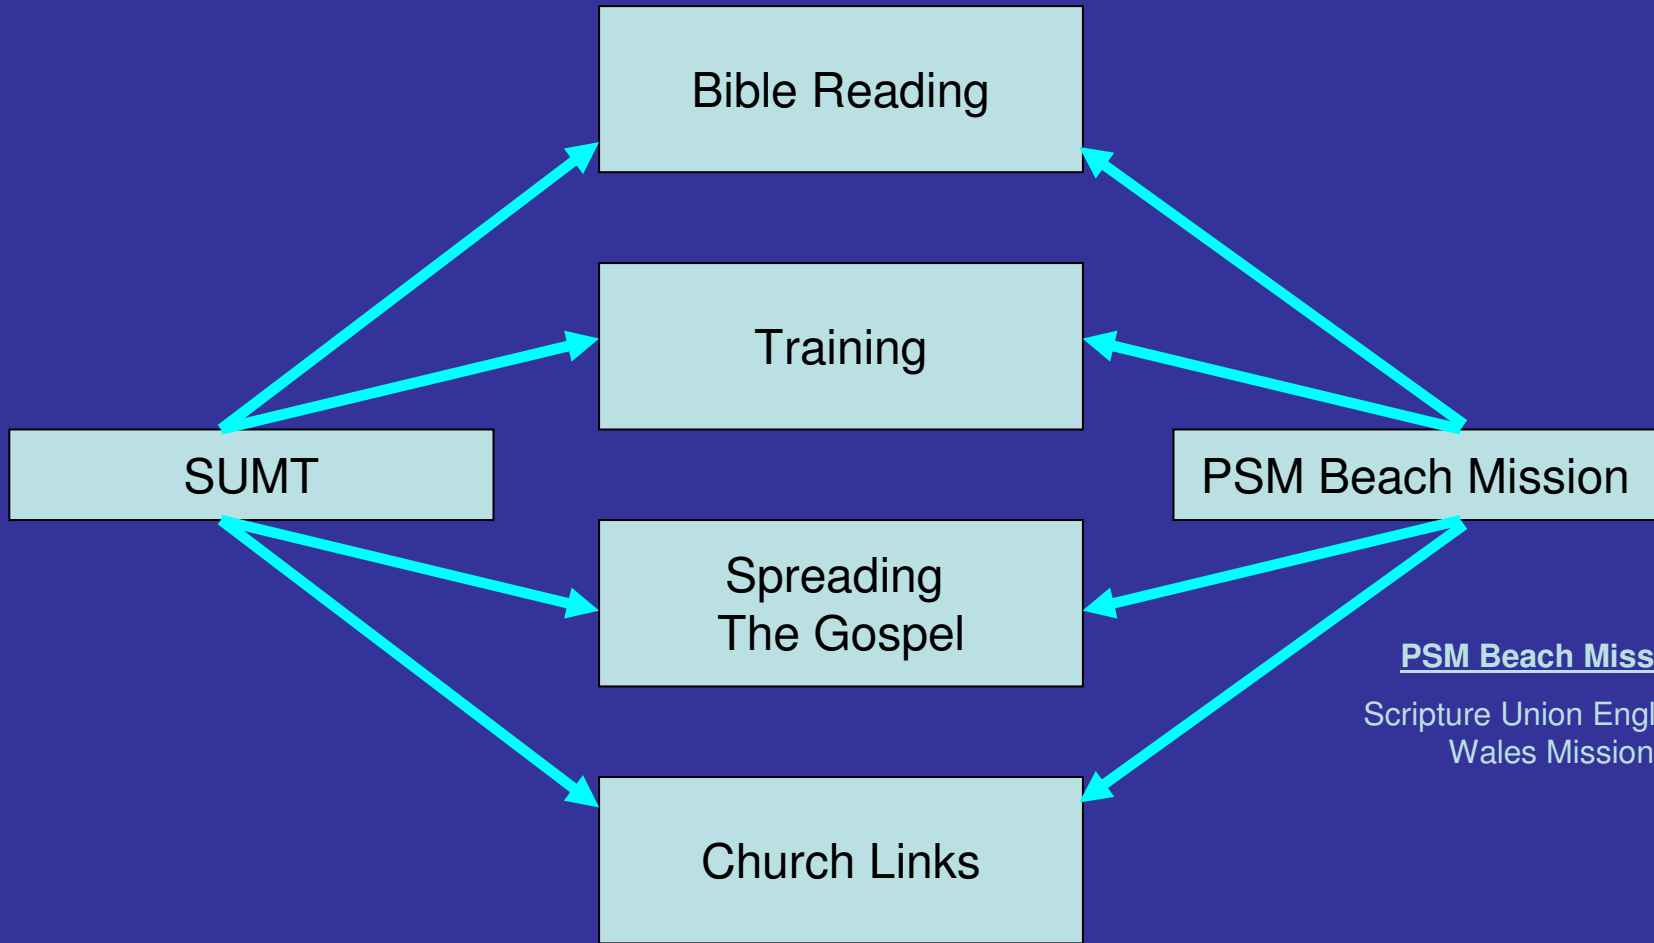 Bible Reading
Training
SUMT
PSM Beach Mission
Spreading
The Gospel
PSM Beach Miss
Scripture Union Engl
Wales Mission
Church Links